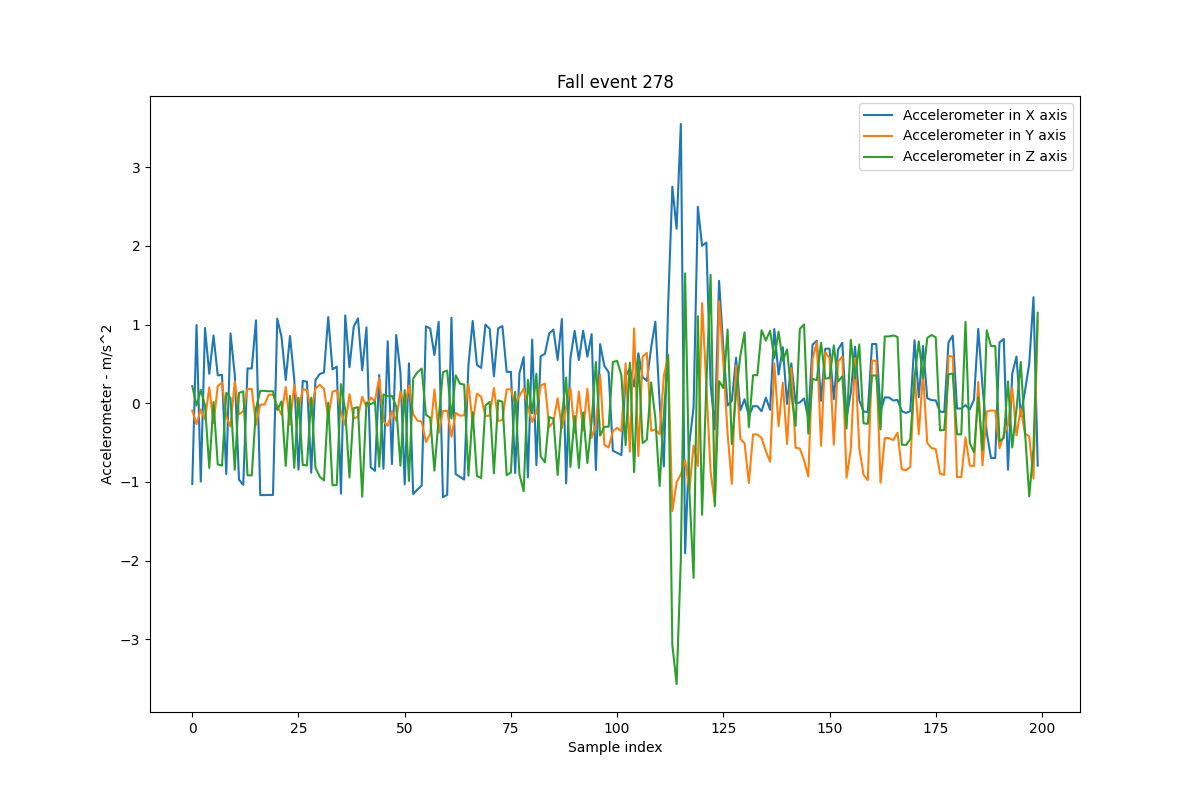 Fall event 278
Accelerometer in X axis
Accelerometer in Y axis
Accelerometer in Z axis
Accelerometer - m/s^2
3
2
1
0
−1
−2
−3
0 25 50 75 100 125 150 175 200
Sample index